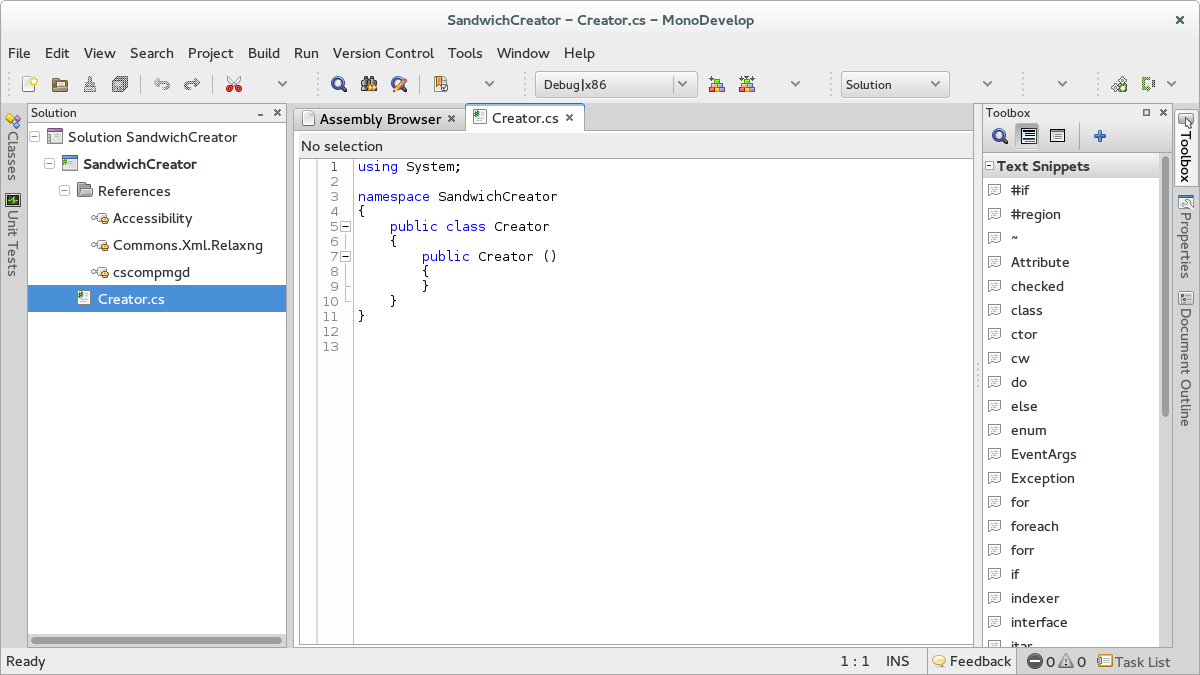 SandwichCreator – Creator.cs – MonoDevelop
File Edit View Search Project Build Run Version Control Tools Window Help
Debug|x86
Solution
Classes
Unit Tests
Solution
Solution SandwichCreator
SandwichCreator
References
Accessibility
Commons.Xml.Relaxng
cscompmgd
Creator.cs
Assembly Browser
Creator.cs
No selection
1 using System;
2
3 namespace SandwichCreator
4 {
5 public class Creator
6 {
7 public Creator ()
8 {
9 }
10 }
11 }
12
13
Toolbox
Text Snippets
#if
#region
~
Attribute
checked
class
ctor
cw
do
else
enum
EventArgs
Exception
for
foreach
forr
if
indexer
interface
Toolbox
Properties
Document Outline
Ready
1 : 1 INS
Feedback
0 0
Task List